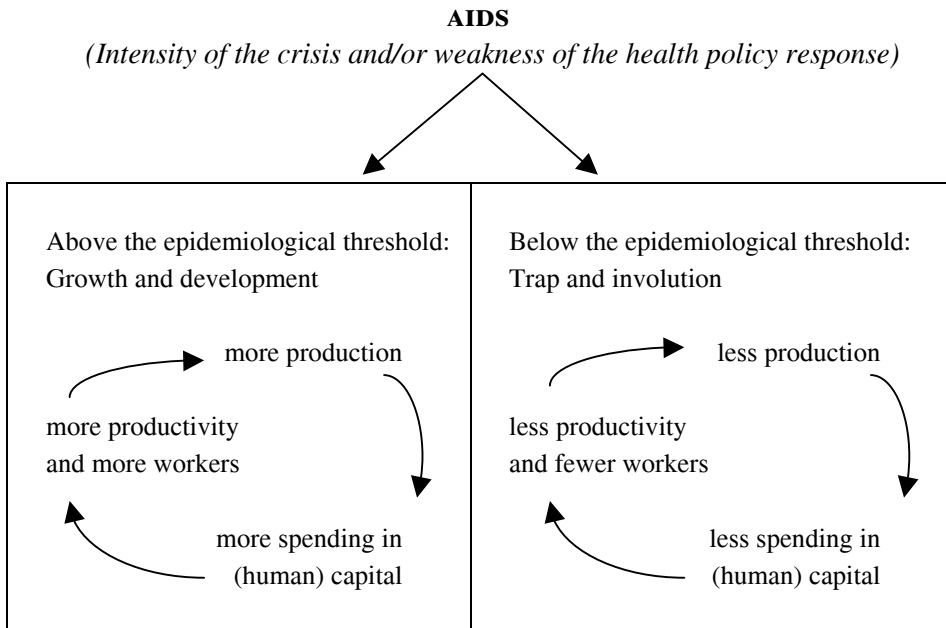 AIDS
(Intensity of the crisis and/or weakness of the health policy response)
Above the epidemiological threshold:
Growth and development
more production
more productivity
and more workers
more spending in
(human) capital
Below the epidemiological threshold:
Trap and involution
less production
less productivity
and fewer workers
less spending in
(human) capital